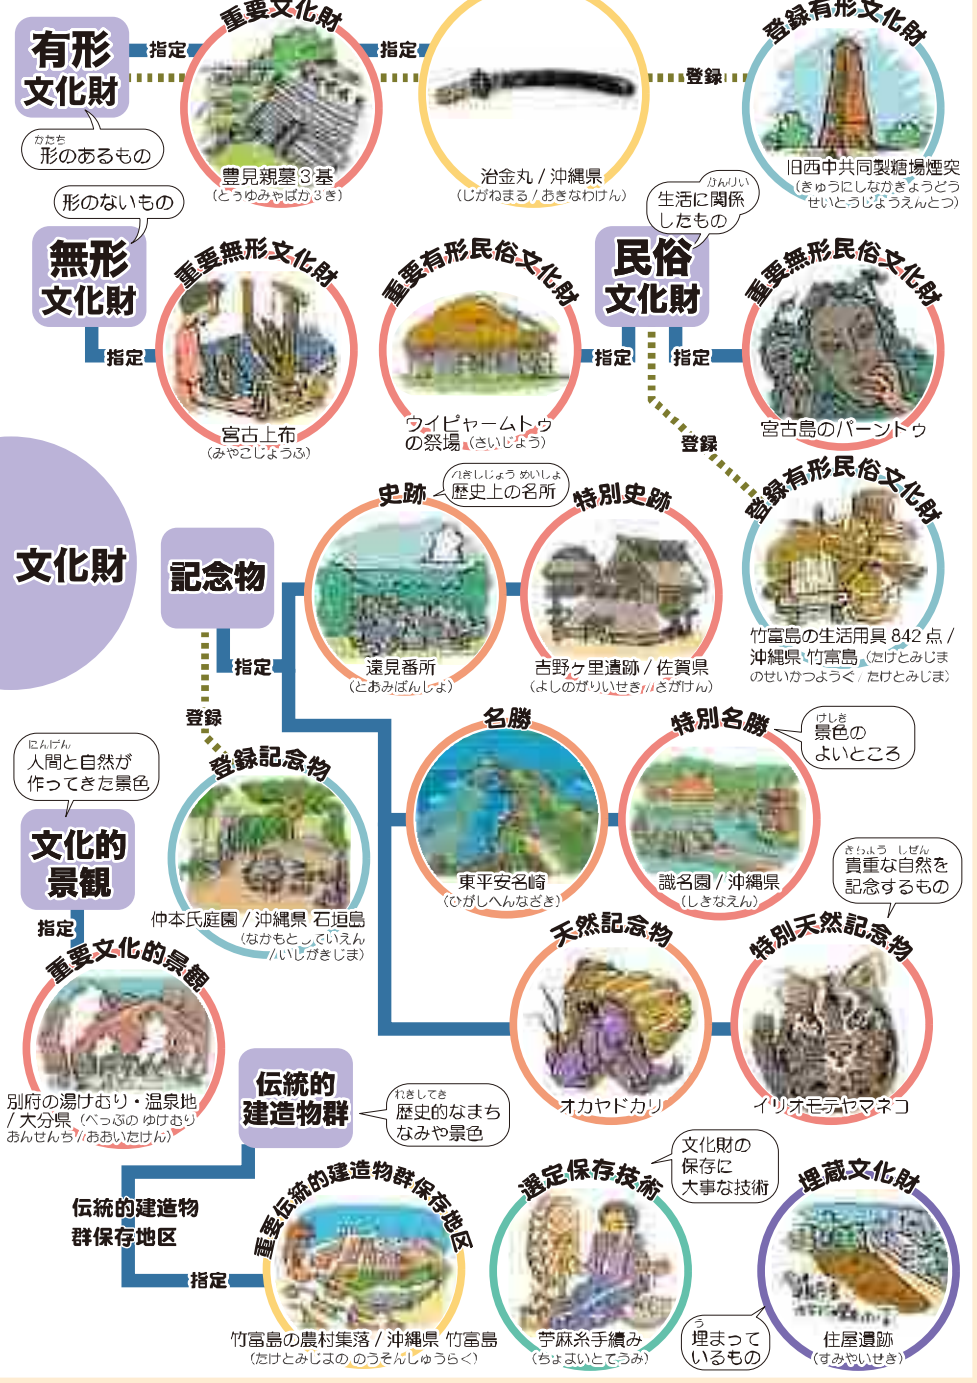 有形
文化財
かたち
形のあるもの
指定
重要文化財
豊見親墓３基
(とぅゆみゃばか３き)
指定
治金丸 / 沖縄県
(じがねまる / おきなわけん)
登録
登録有形文化財
旧西中共同製糖場煙突
(きゅうにしなかきょうどう
せいとうじょうえんとつ)
形のないもの
無形
文化財
指定
重要無形文化財
宮古上布
(みやこじょうふ)
かんけい
生活に関係
したもの
民俗
文化財
指定
重要有形民俗文化財
ウイピャームトゥ
の祭場 (さいじょう)
指定
重要無形民俗文化財
宮古島のパーントゥ
登録
登録有形民俗文化財
竹富島の生活用具 842 点 /
沖縄県 竹富島 (たけとみじま
のせいかつようぐ / たけとみじま)
文化財
記念物
指定
史跡
れきしじょう めいしょ
歴史上の名所
遠見番所
(とおみばんしょ)
特別史跡
吉野ヶ里遺跡 / 佐賀県
(よしのがりいせき / さがけん)
名勝
東平安名崎
(ひがしへんなざき)
特別名勝
けしき
景色の
よいところ
識名園 / 沖縄県
(しきなえん)
登録
登録記念物
仲本氏庭園 / 沖縄県 石垣島
(なかもとしていえん
/ いしがきじま)
きちょう しぜん
貴重な自然を
記念するもの
天然記念物
オカヤドカリ
特別天然記念物
イリオモテヤマネコ
にんげん
人間と自然が
作ってきた景色
文化的
景観
指定
重要文化的景観
別府の湯けむり・温泉地
/ 大分県 (べっぷの ゆけむり
おんせんち / おおいたけん)
伝統的
建造物群
れきしてき
歴史的なまち
なみや景色
伝統的建造物
群保存地区
指定
重要伝統的建造物群保存地区
竹富島の農村集落 / 沖縄県 竹富島
(たけとみじまの のうそんしゅうらく)
文化財の
保存に
大事な技術
選定保存技術
苧麻糸手績み
(ちょまいとてうみ)
う
埋まって
いるもの
埋蔵文化財
住屋遺跡
(すみやいせき)